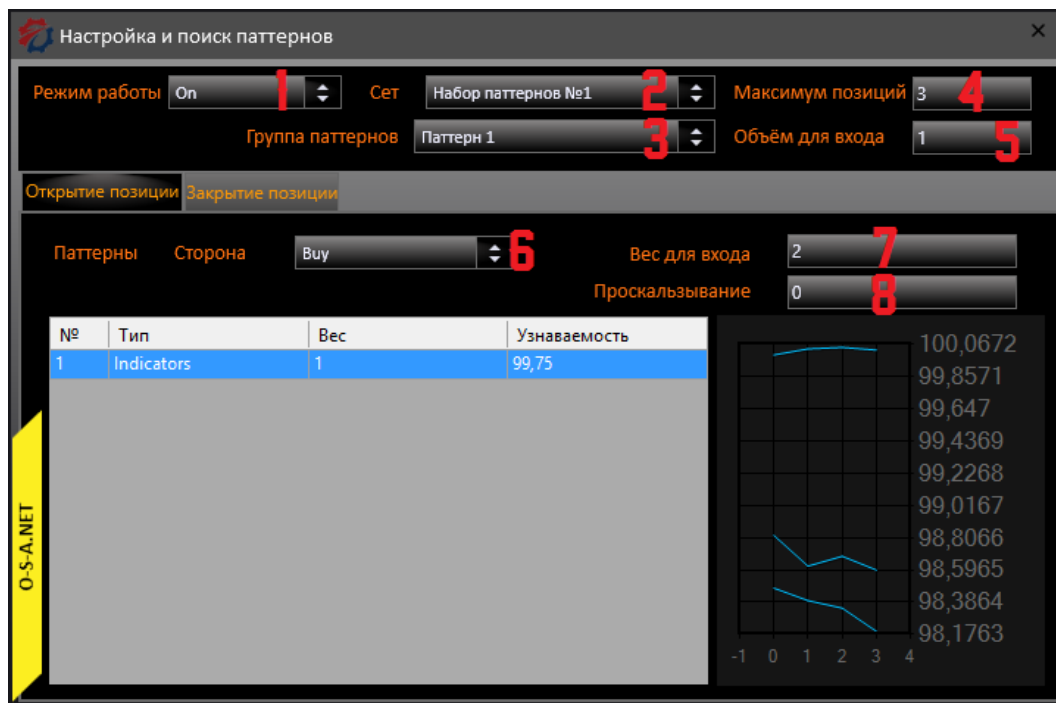 Настройка и поиск паттернов ×
Режим работы On 1 Сет Набор паттернов №1 2 Максимум позиций 3 4
Группа паттернов Паттерн 1 3 Объём для входа 1 5
Открытие позиции Закрытие позиции
Паттерны Сторона Buy 6 Вес для входа 2 7
Проскальзывание 0 8
№ Тип Вес Узнаваемость
1 Indicators 1 99,75
100,0672
99,8571
99,647
99,4369
99,2268
99,0167
98,8066
98,5965
98,3864
98,1763
-1 0 1 2 3 4
O-S-A.NET